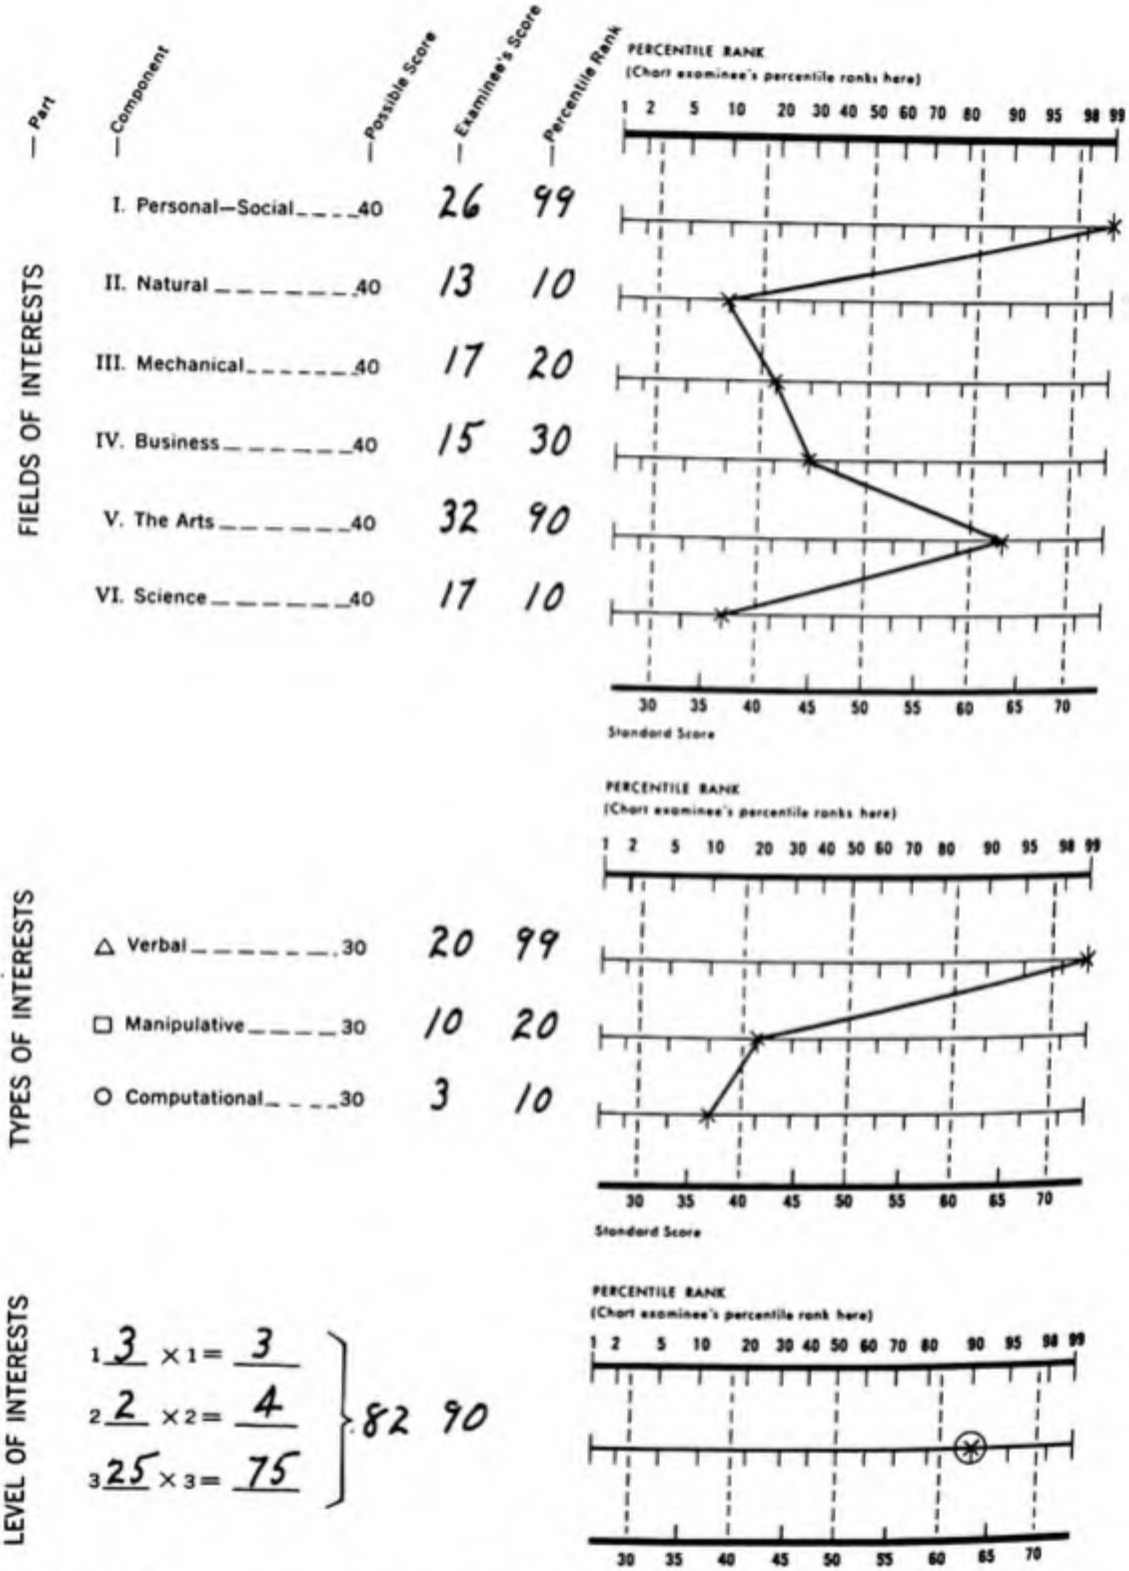 —Part —Component —Possible Score —Examinee's Score —Percentile Rank
PERCENTILE RANK
(Chart examinee's percentile ranks here)
1 2 5 10 20 30 40 50 60 70 80 90 95 98 99
FIELDS OF INTERESTS
I. Personal—Social 40 26 99
II. Natural 40 13 10
III. Mechanical 40 17 20
IV. Business 40 15 30
V. The Arts 40 32 90
VI. Science 40 17 10
30 35 40 45 50 55 60 65 70
Standard Score
PERCENTILE RANK
(Chart examinee's percentile ranks here)
1 2 5 10 20 30 40 50 60 70 80 90 95 98 99
TYPES OF INTERESTS
△ Verbal 30 20 99
□ Manipulative 30 10 20
○ Computational 30 3 10
30 35 40 45 50 55 60 65 70
Standard Score
PERCENTILE RANK
(Chart examinee's percentile rank here)
1 2 5 10 20 30 40 50 60 70 80 90 95 98 99
LEVEL OF INTERESTS
1 3 ×1= 3
2 2 ×2= 4
82 90
3 25 ×3= 75
30 35 40 45 50 55 60 65 70